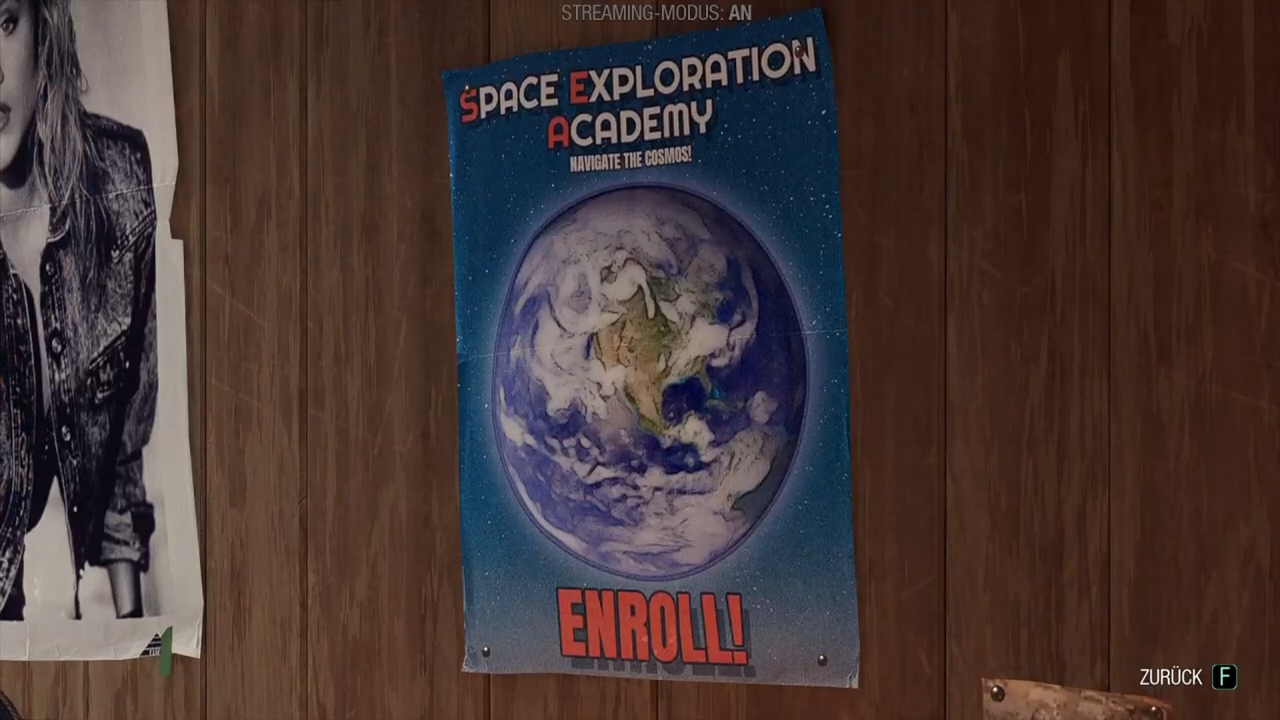 STREAMING-MODUS: AN
SPACE EXPLORATION
ACADEMY
NAVIGATE THE COSMOS!
ENROLL!
ZURÜCK F